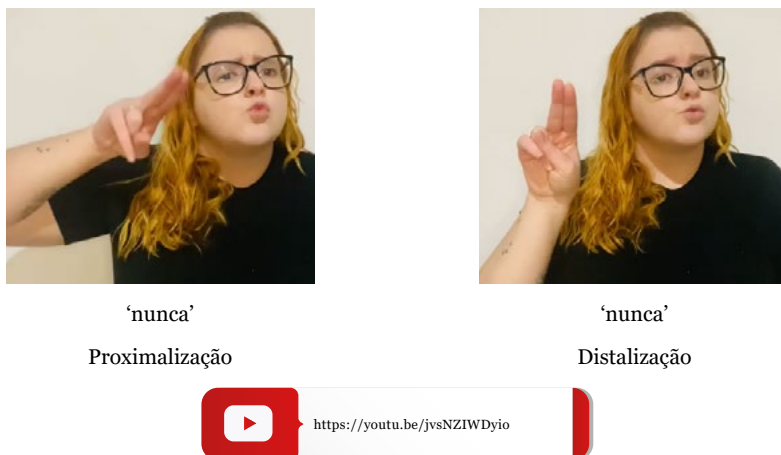 ‘nunca’
‘nunca’
Proximalização
Distalização
https://youtu.be/jvsNZIWDyio